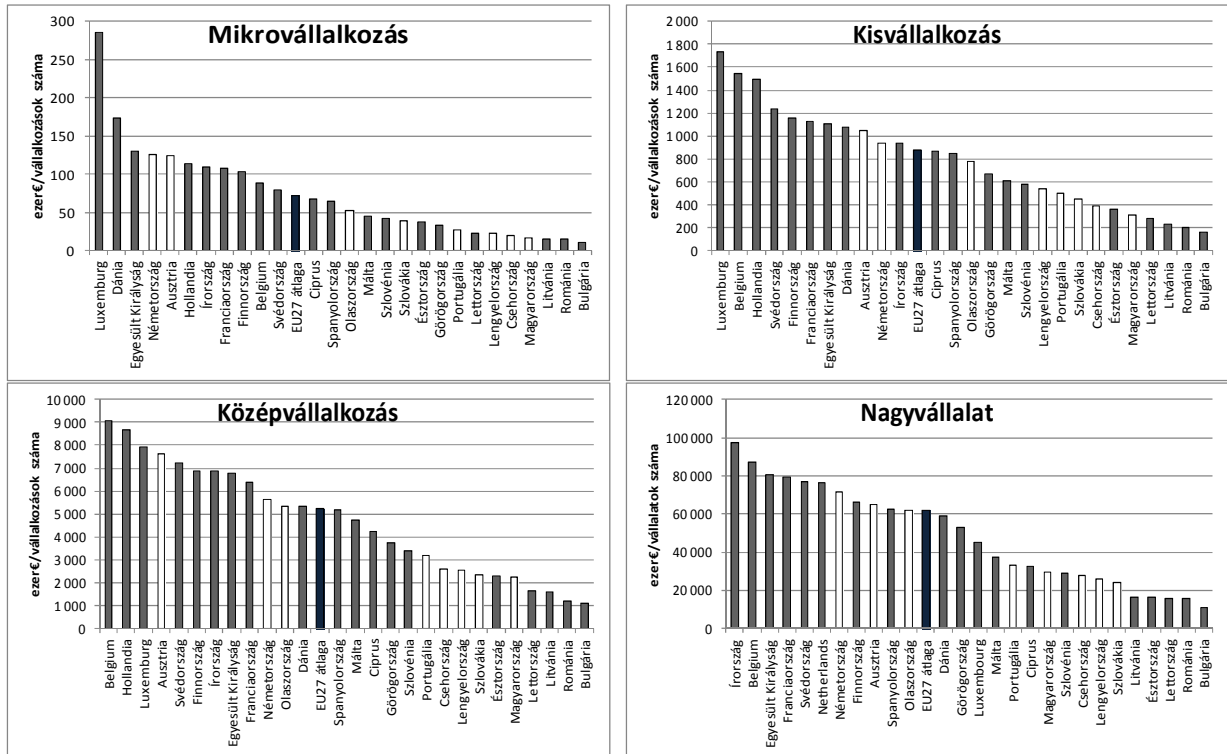 Mikrovállalkozás
ezer€/vállalkozások száma
300
250
200
150
100
50
0
Luxemburg
Dánia
Egyesült Királyság
Németország
Ausztria
Hollandia
Írország
Franciaország
Finnország
Belgium
Svédország
EU27 átlaga
Ciprus
Spanyolország
Olaszország
Málta
Szlovénia
Szlovákia
Észtország
Görögország
Portugália
Lettország
Lengyelország
Csehország
Magyarország
Litvánia
Románia
Bulgária
Kisvállalkozás
ezer€/vállalkozások száma
2 000
1 800
1 600
1 400
1 200
1 000
800
600
400
200
0
Luxemburg
Belgium
Hollandia
Svédország
Finnország
Franciaország
Egyesült Királyság
Dánia
Ausztria
Németország
Írország
EU27 átlaga
Ciprus
Spanyolország
Olaszország
Görögország
Málta
Szlovénia
Lengyelország
Portugália
Szlovákia
Csehország
Észtország
Magyarország
Lettország
Litvánia
Románia
Bulgária
Középvállalkozás
ezer€/vállalkozások száma
10 000
9 000
8 000
7 000
6 000
5 000
4 000
3 000
2 000
1 000
0
Belgium
Hollandia
Luxemburg
Ausztria
Svédország
Finnország
Írország
Egyesült Királyság
Franciaország
Németország
Olaszország
Dánia
EU27 átlaga
Spanyolország
Málta
Ciprus
Görögország
Szlovénia
Portugália
Csehország
Lengyelország
Szlovákia
Észtország
Magyarország
Lettország
Litvánia
Románia
Bulgária
Nagyvállalat
ezer€/vállalatok száma
120 000
100 000
80 000
60 000
40 000
20 000
0
Írország
Belgium
Egyesült Királyság
Franciaország
Svédország
Netherlands
Németország
Finnország
Ausztria
Spanyolország
Olaszország
EU27 átlaga
Dánia
Görögország
Luxembourg
Málta
Portugália
Ciprus
Magyarország
Szlovénia
Csehország
Lengyelország
Szlovákia
Litvánia
Észtország
Lettország
Románia
Bulgária